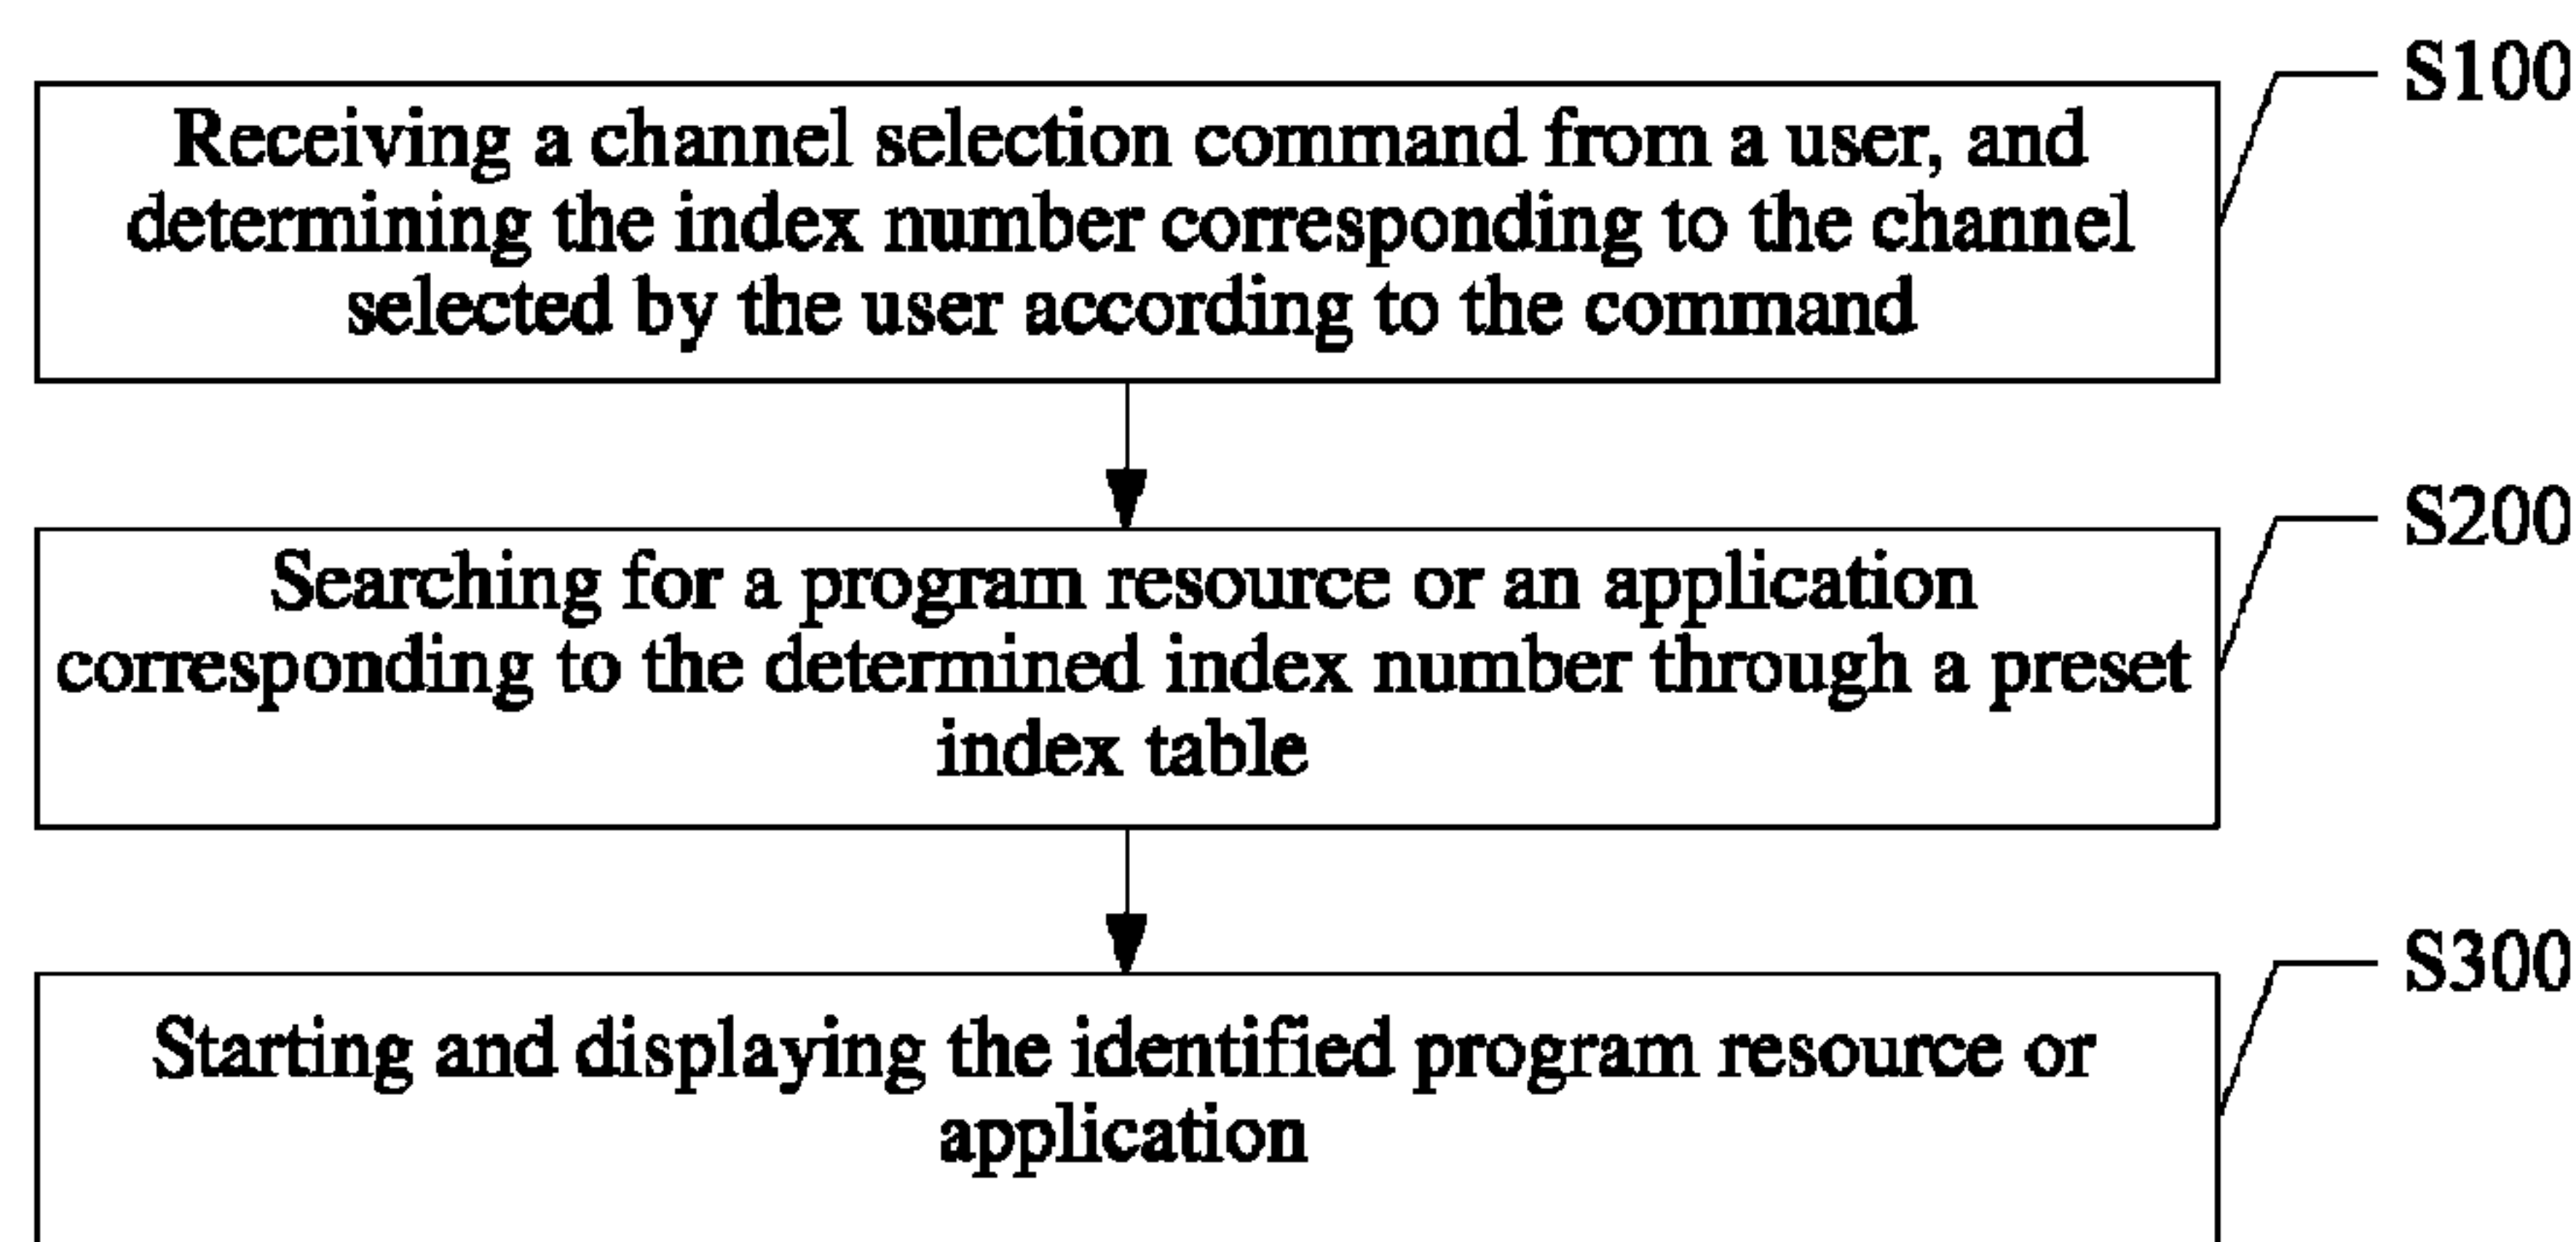 S100
Receiving a channel selection command from a user, and
determining the index number corresponding to the channel
selected by the user according to the command
S200
Searching for a program resource or an application
corresponding to the determined index number through a preset
index table
S300
Starting and displaying the identified program resource or
application